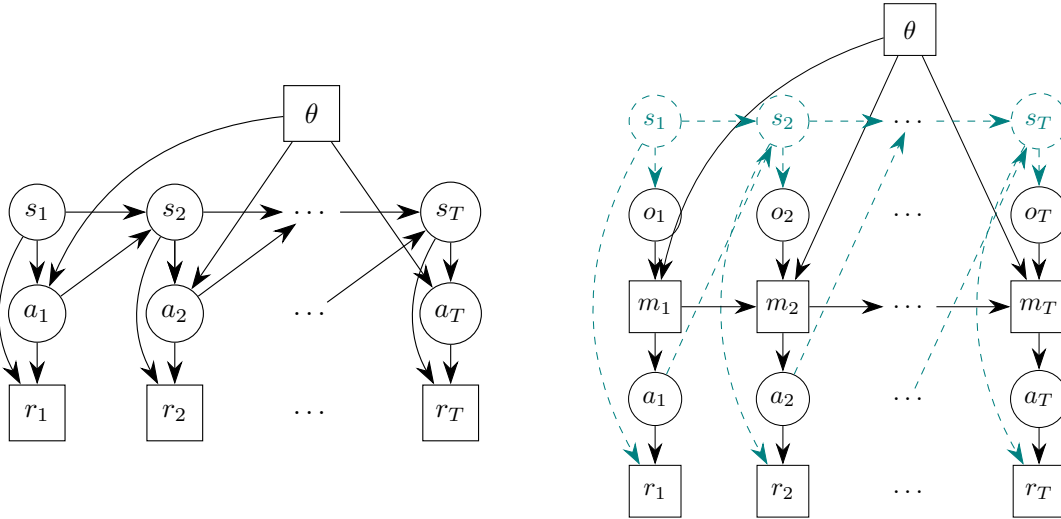 θ
s₁ s₂ ⋯ s_T
a₁ a₂ ⋯ a_T
r₁ r₂ ⋯ r_T
θ
s₁ s₂ ⋯ s_T
o₁ o₂ ⋯ o_T
m₁ m₂ ⋯ m_T
a₁ a₂ ⋯ a_T
r₁ r₂ ⋯ r_T